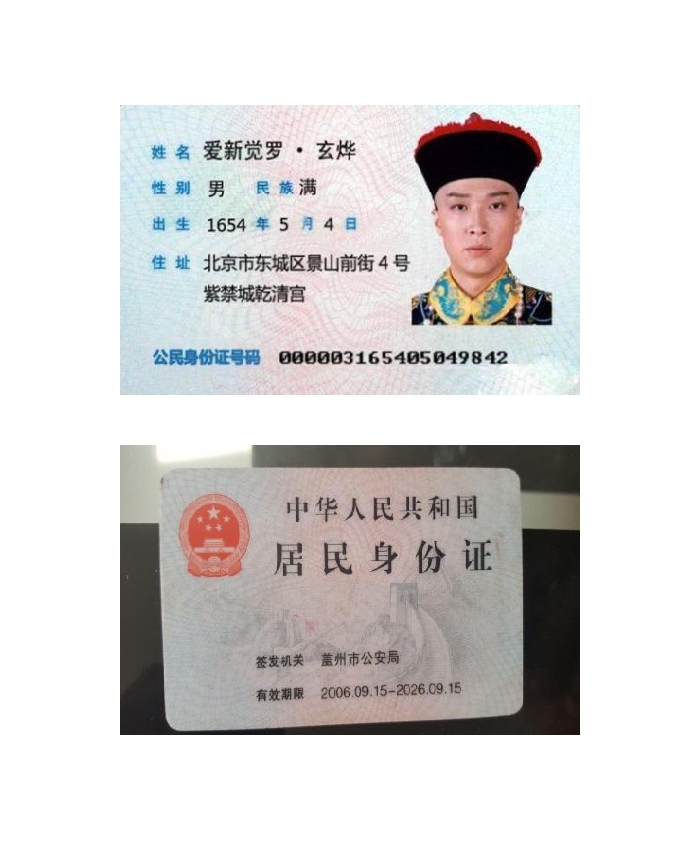 姓名 爱新觉罗·玄烨
性别 男 民族 满
出生 1654 年 5 月 4 日
住址 北京市东城区景山前街4号
紫禁城乾清宫
公民身份证号码 000003165405049842
中华人民共和国
居民身份证
签发机关 盖州市公安局
有效期限 2006.09.15-2026.09.15